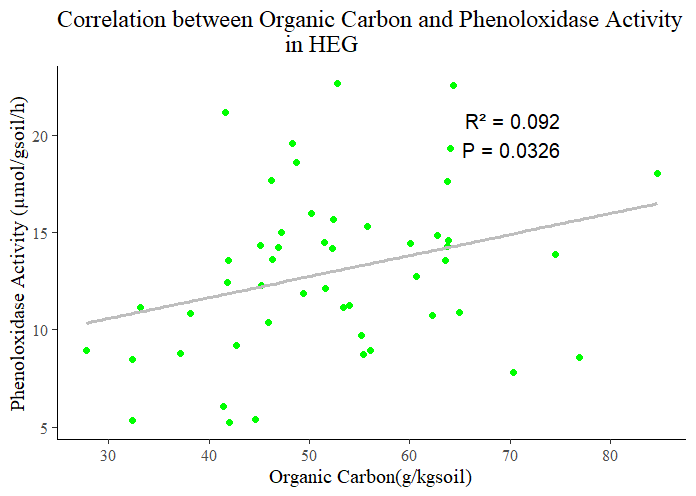 Correlation between Organic Carbon and Phenoloxidase Activity
in HEG
R² = 0.092
P = 0.0326
Phenoloxidase Activity (μmol/gsoil/h)
20
15
10
5
30 40 50 60 70 80
Organic Carbon(g/kgsoil)